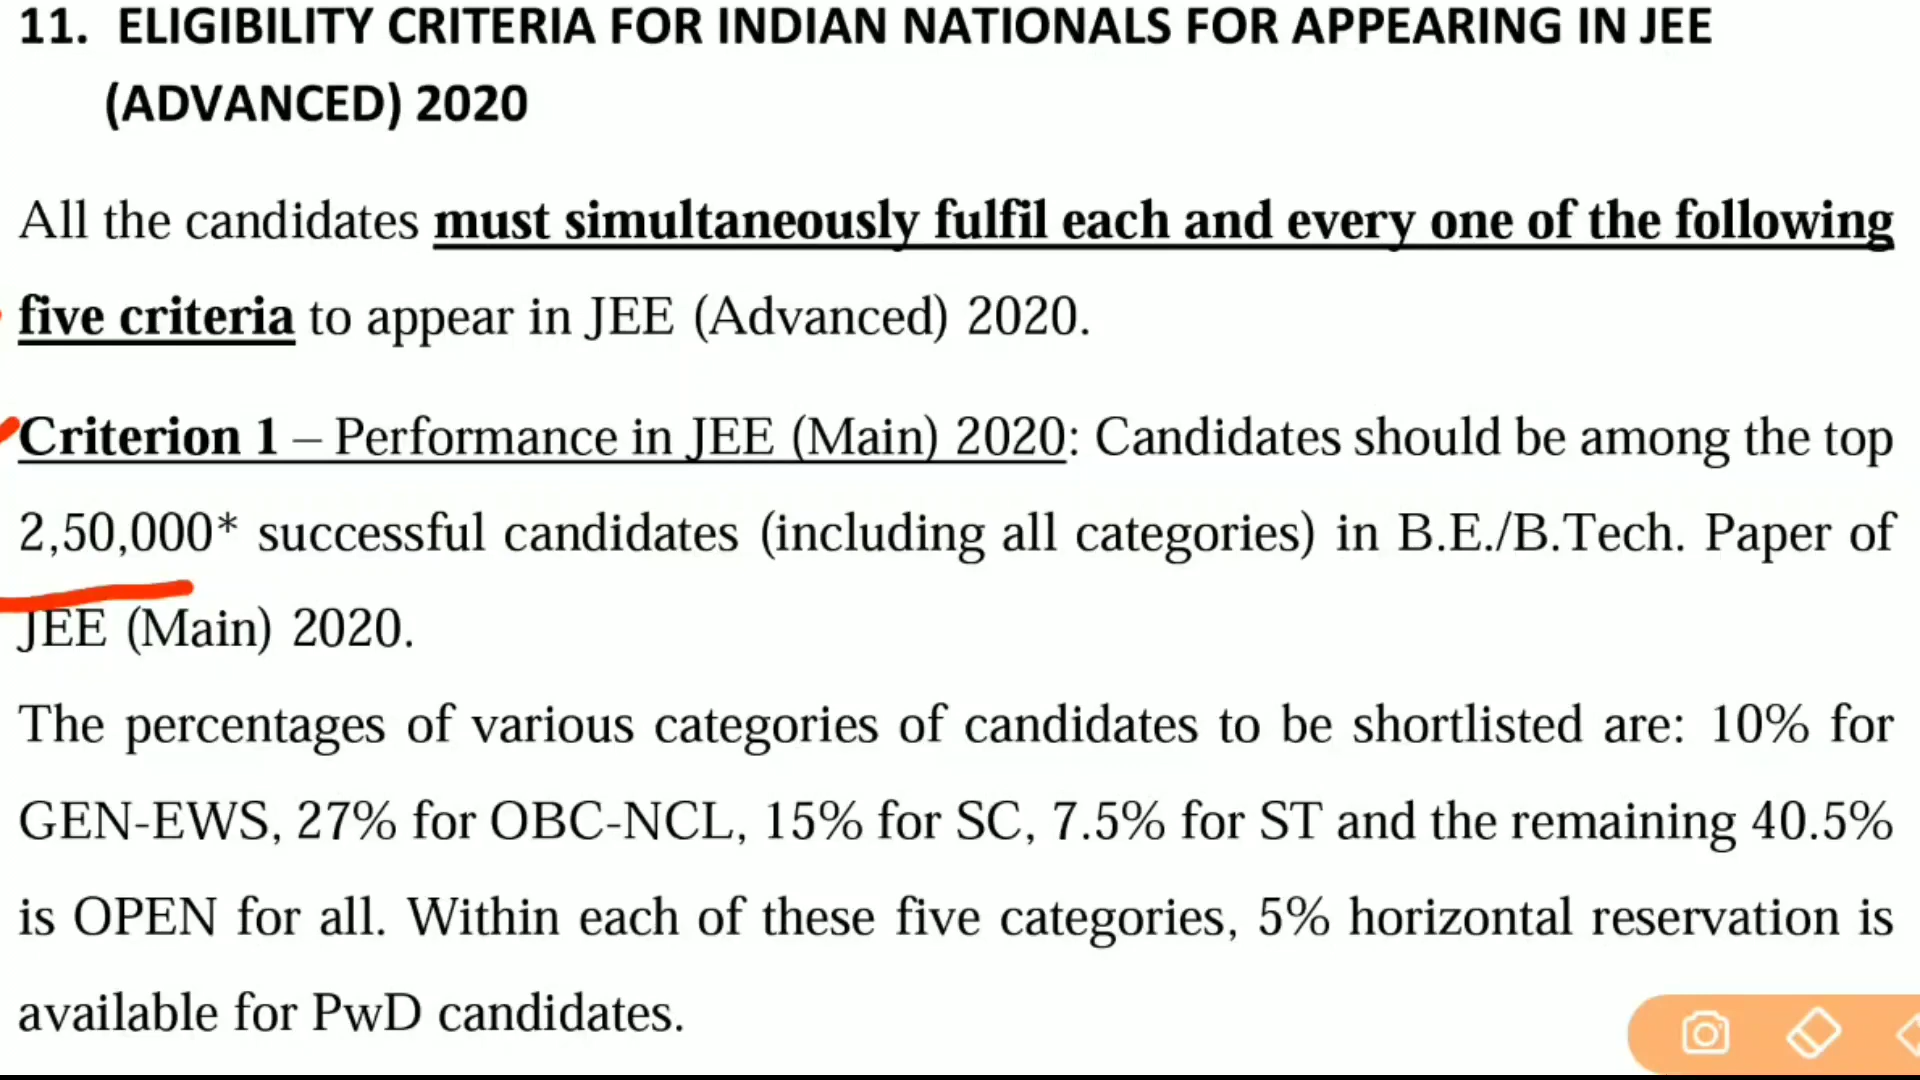 11. ELIGIBILITY CRITERIA FOR INDIAN NATIONALS FOR APPEARING IN JEE
(ADVANCED) 2020
All the candidates must simultaneously fulfil each and every one of the following
five criteria to appear in JEE (Advanced) 2020.
Criterion 1 – Performance in JEE (Main) 2020: Candidates should be among the top
2,50,000* successful candidates (including all categories) in B.E./B.Tech. Paper of
JEE (Main) 2020.
The percentages of various categories of candidates to be shortlisted are: 10% for
GEN-EWS, 27% for OBC-NCL, 15% for SC, 7.5% for ST and the remaining 40.5%
is OPEN for all. Within each of these five categories, 5% horizontal reservation is
available for PwD candidates.